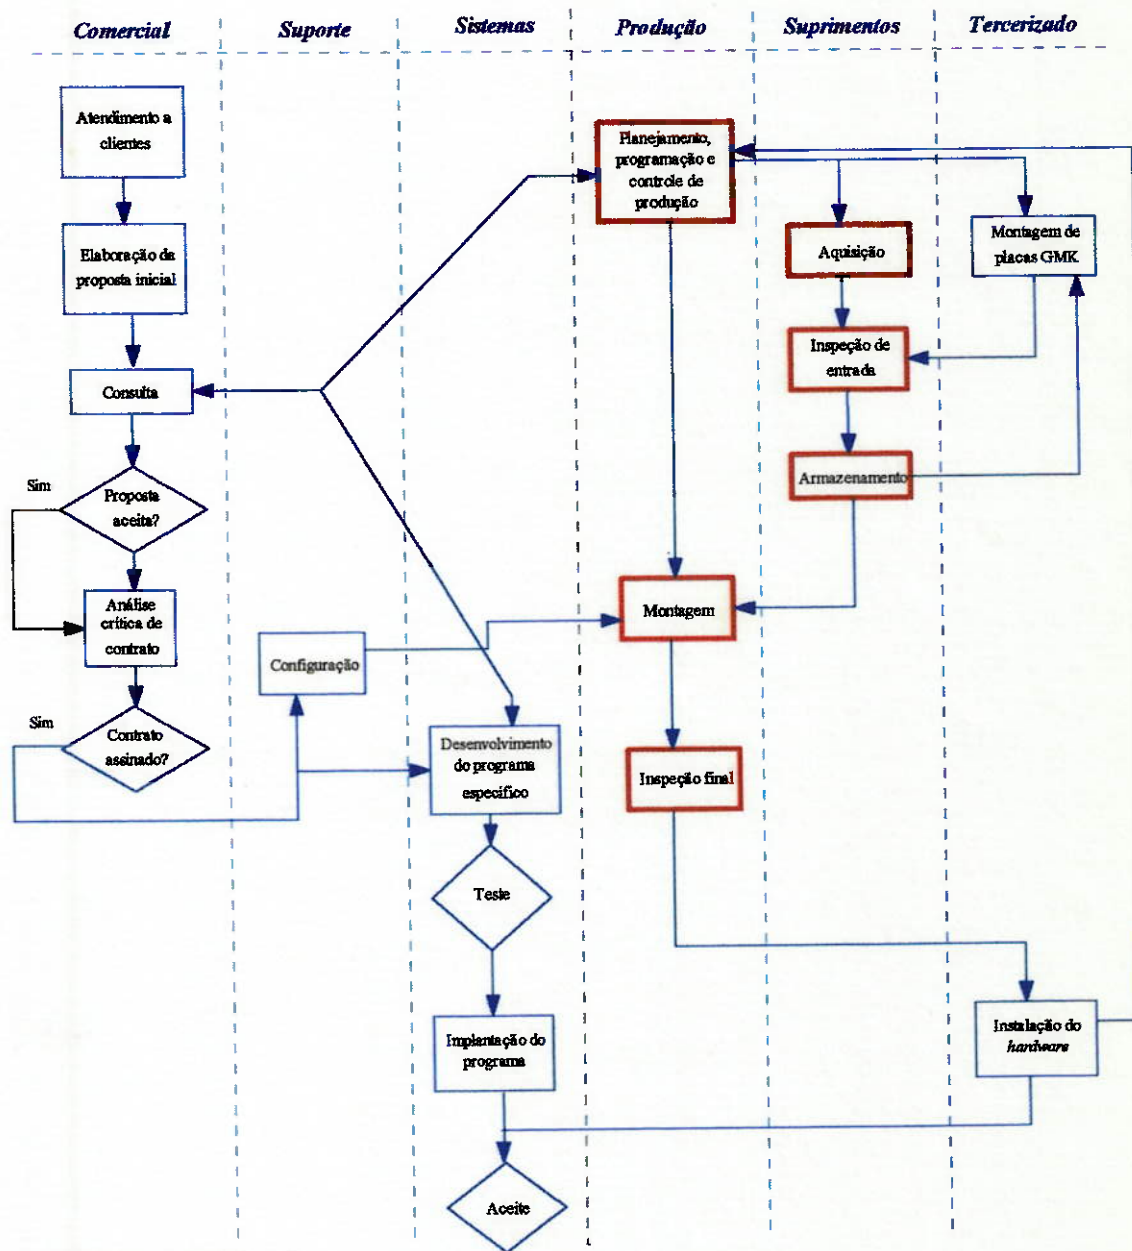 Comercial
Suporte
Sistemas
Produção
Suprimentos
Tercerizado
Atendimento a
clientes
Elaboração da
proposta inicial
Consulta
Sim
Proposta
aceita?
Análise
crítica de
contrato
Sim
Contrato
assinado?
Configuração
Desenvolvimento
do programa
específico
Teste
Implantação do
programa
Aceite
Planejamento,
programação e
controle de
produção
Montagem
Inspeção final
Aquisição
Inspeção de
entrada
Armazenamento
Montagem de
placas GMK
Instalação do
hardware